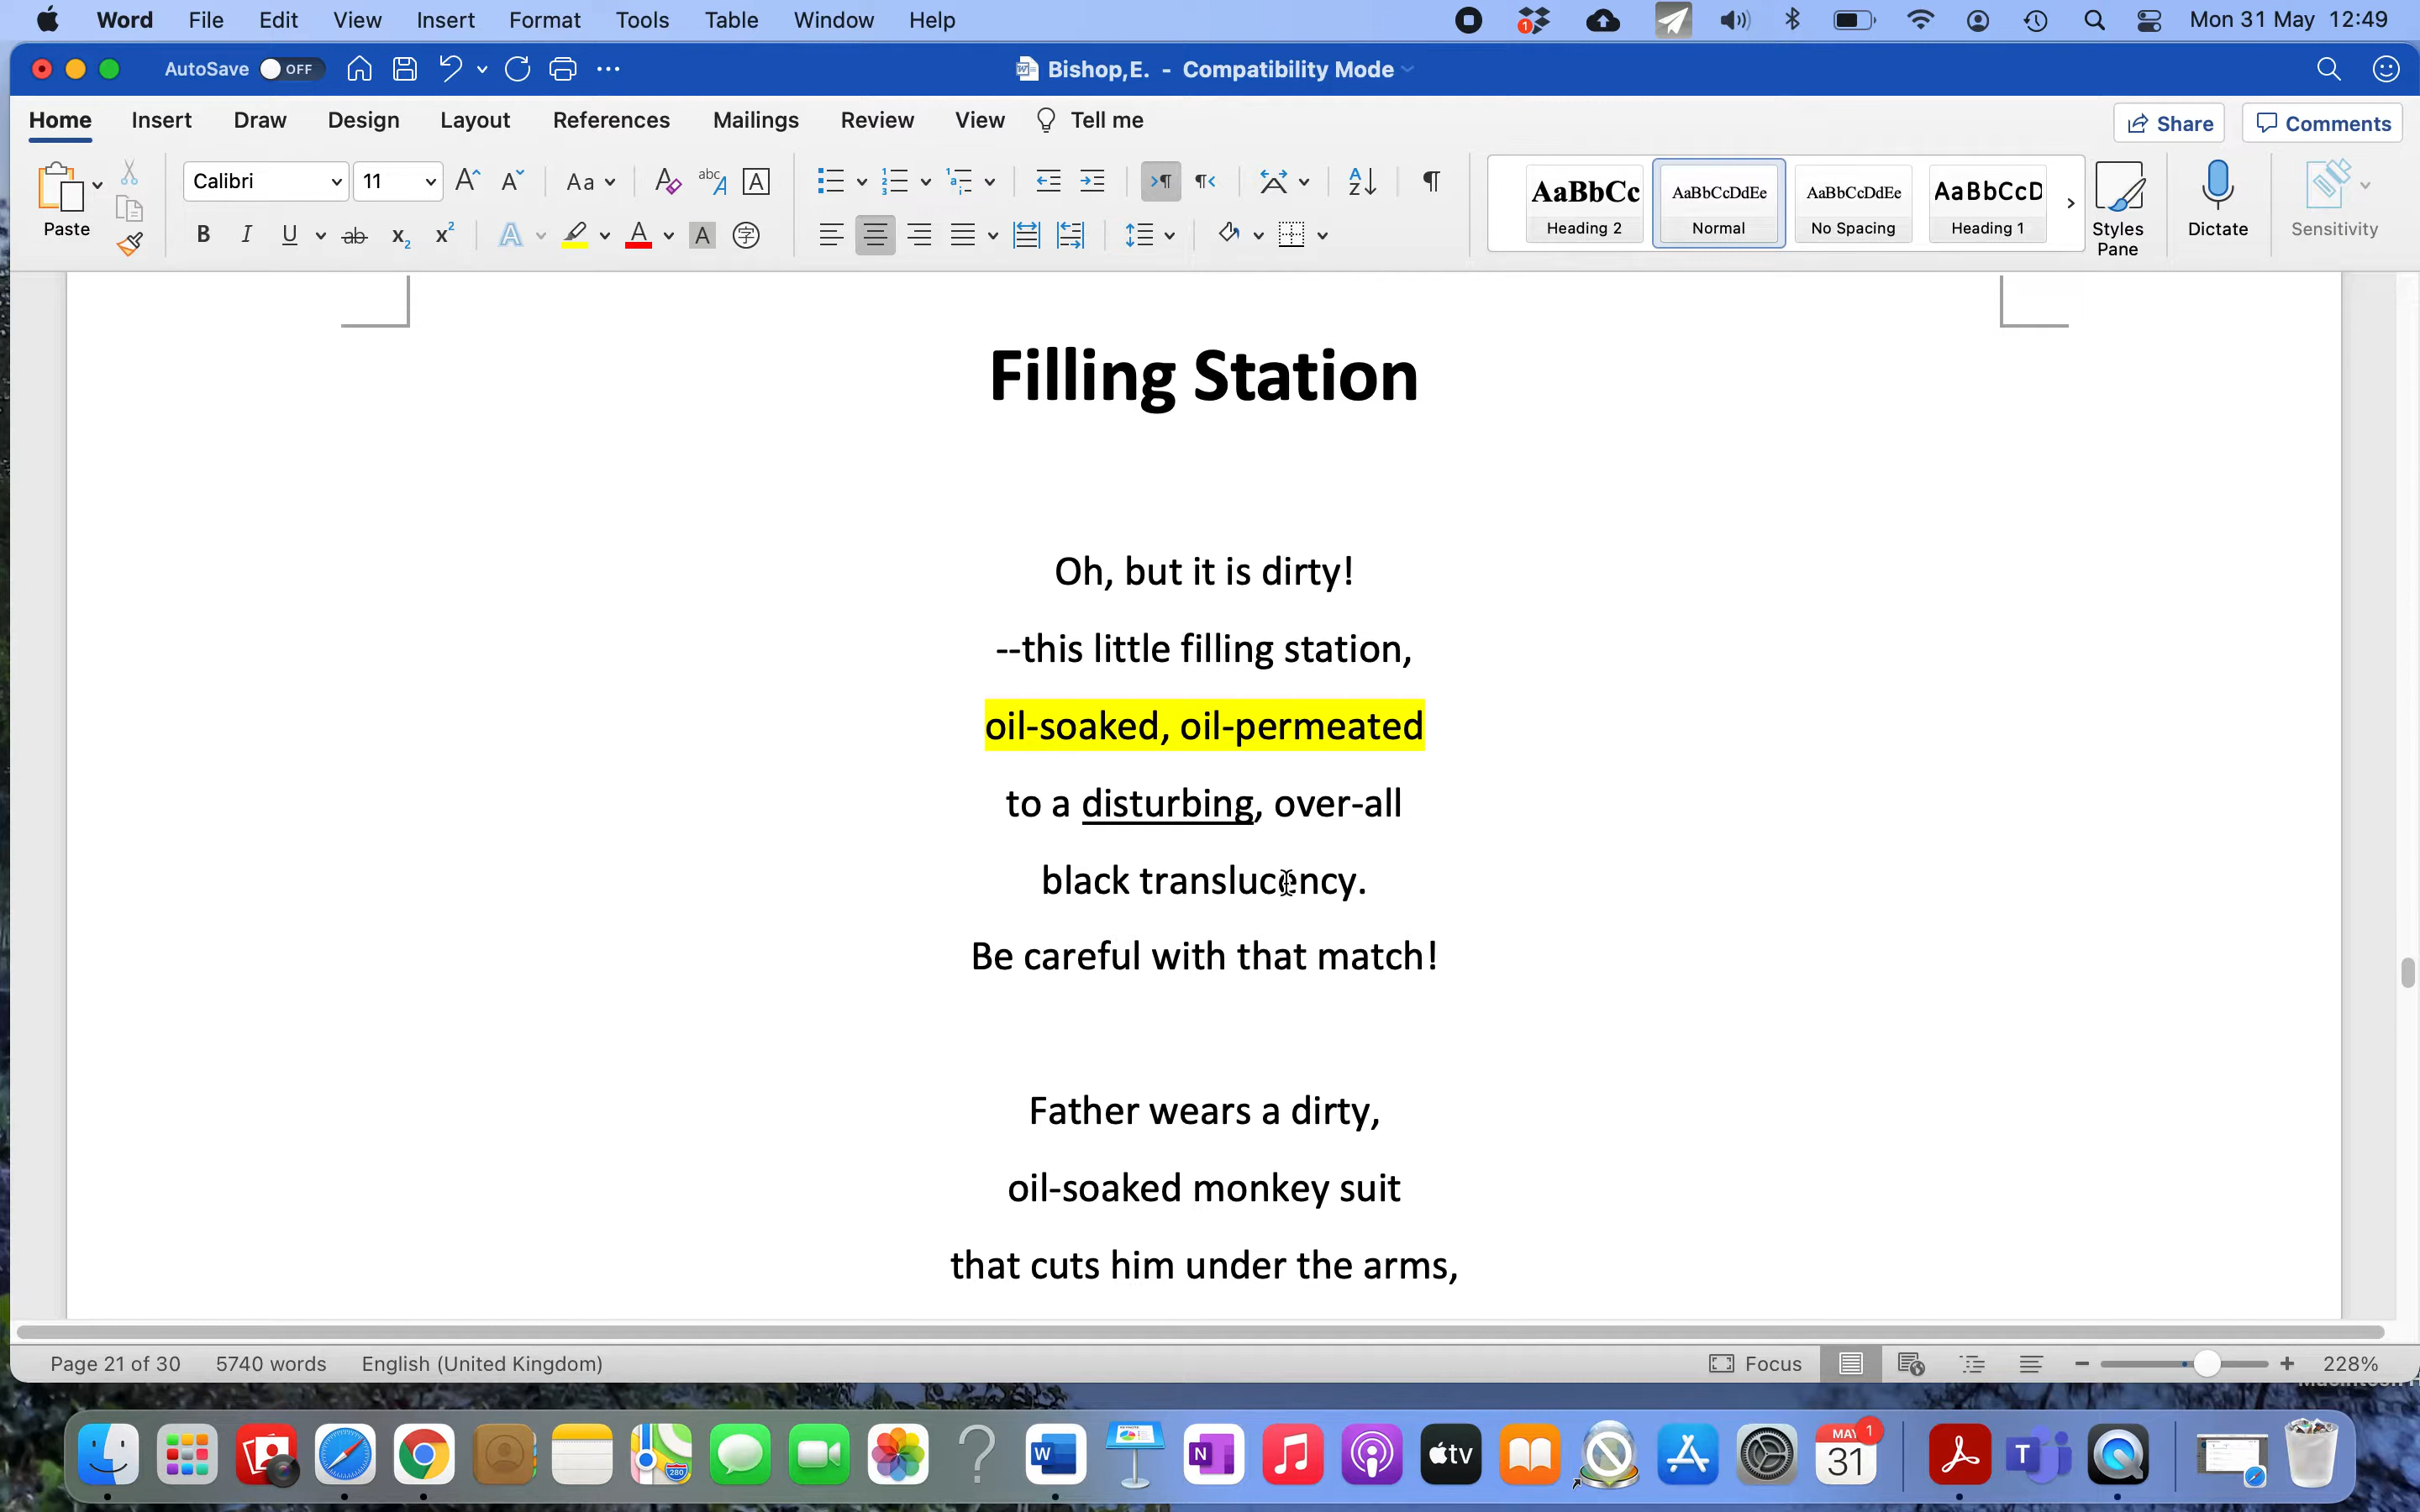 Word File Edit View Insert Format Tools Table Window Help Mon 31 May 12:49
AutoSave OFF Bishop,E. - Compatibility Mode
Home Insert Draw Design Layout References Mailings Review View Tell me Share Comments
Paste Calibri 11 Aa
AaBbCc AaBbCcDdEe AaBbCcDdEe AaBbCcD
Heading 2 Normal No Spacing Heading 1 Styles Pane Dictate Sensitivity
Filling Station
Oh, but it is dirty!
--this little filling station,
oil-soaked, oil-permeated
to a disturbing, over-all
black translucency.
Be careful with that match!
Father wears a dirty,
oil-soaked monkey suit
that cuts him under the arms,
Page 21 of 30 5740 words English (United Kingdom) Focus 228%
tv MAY 31 1